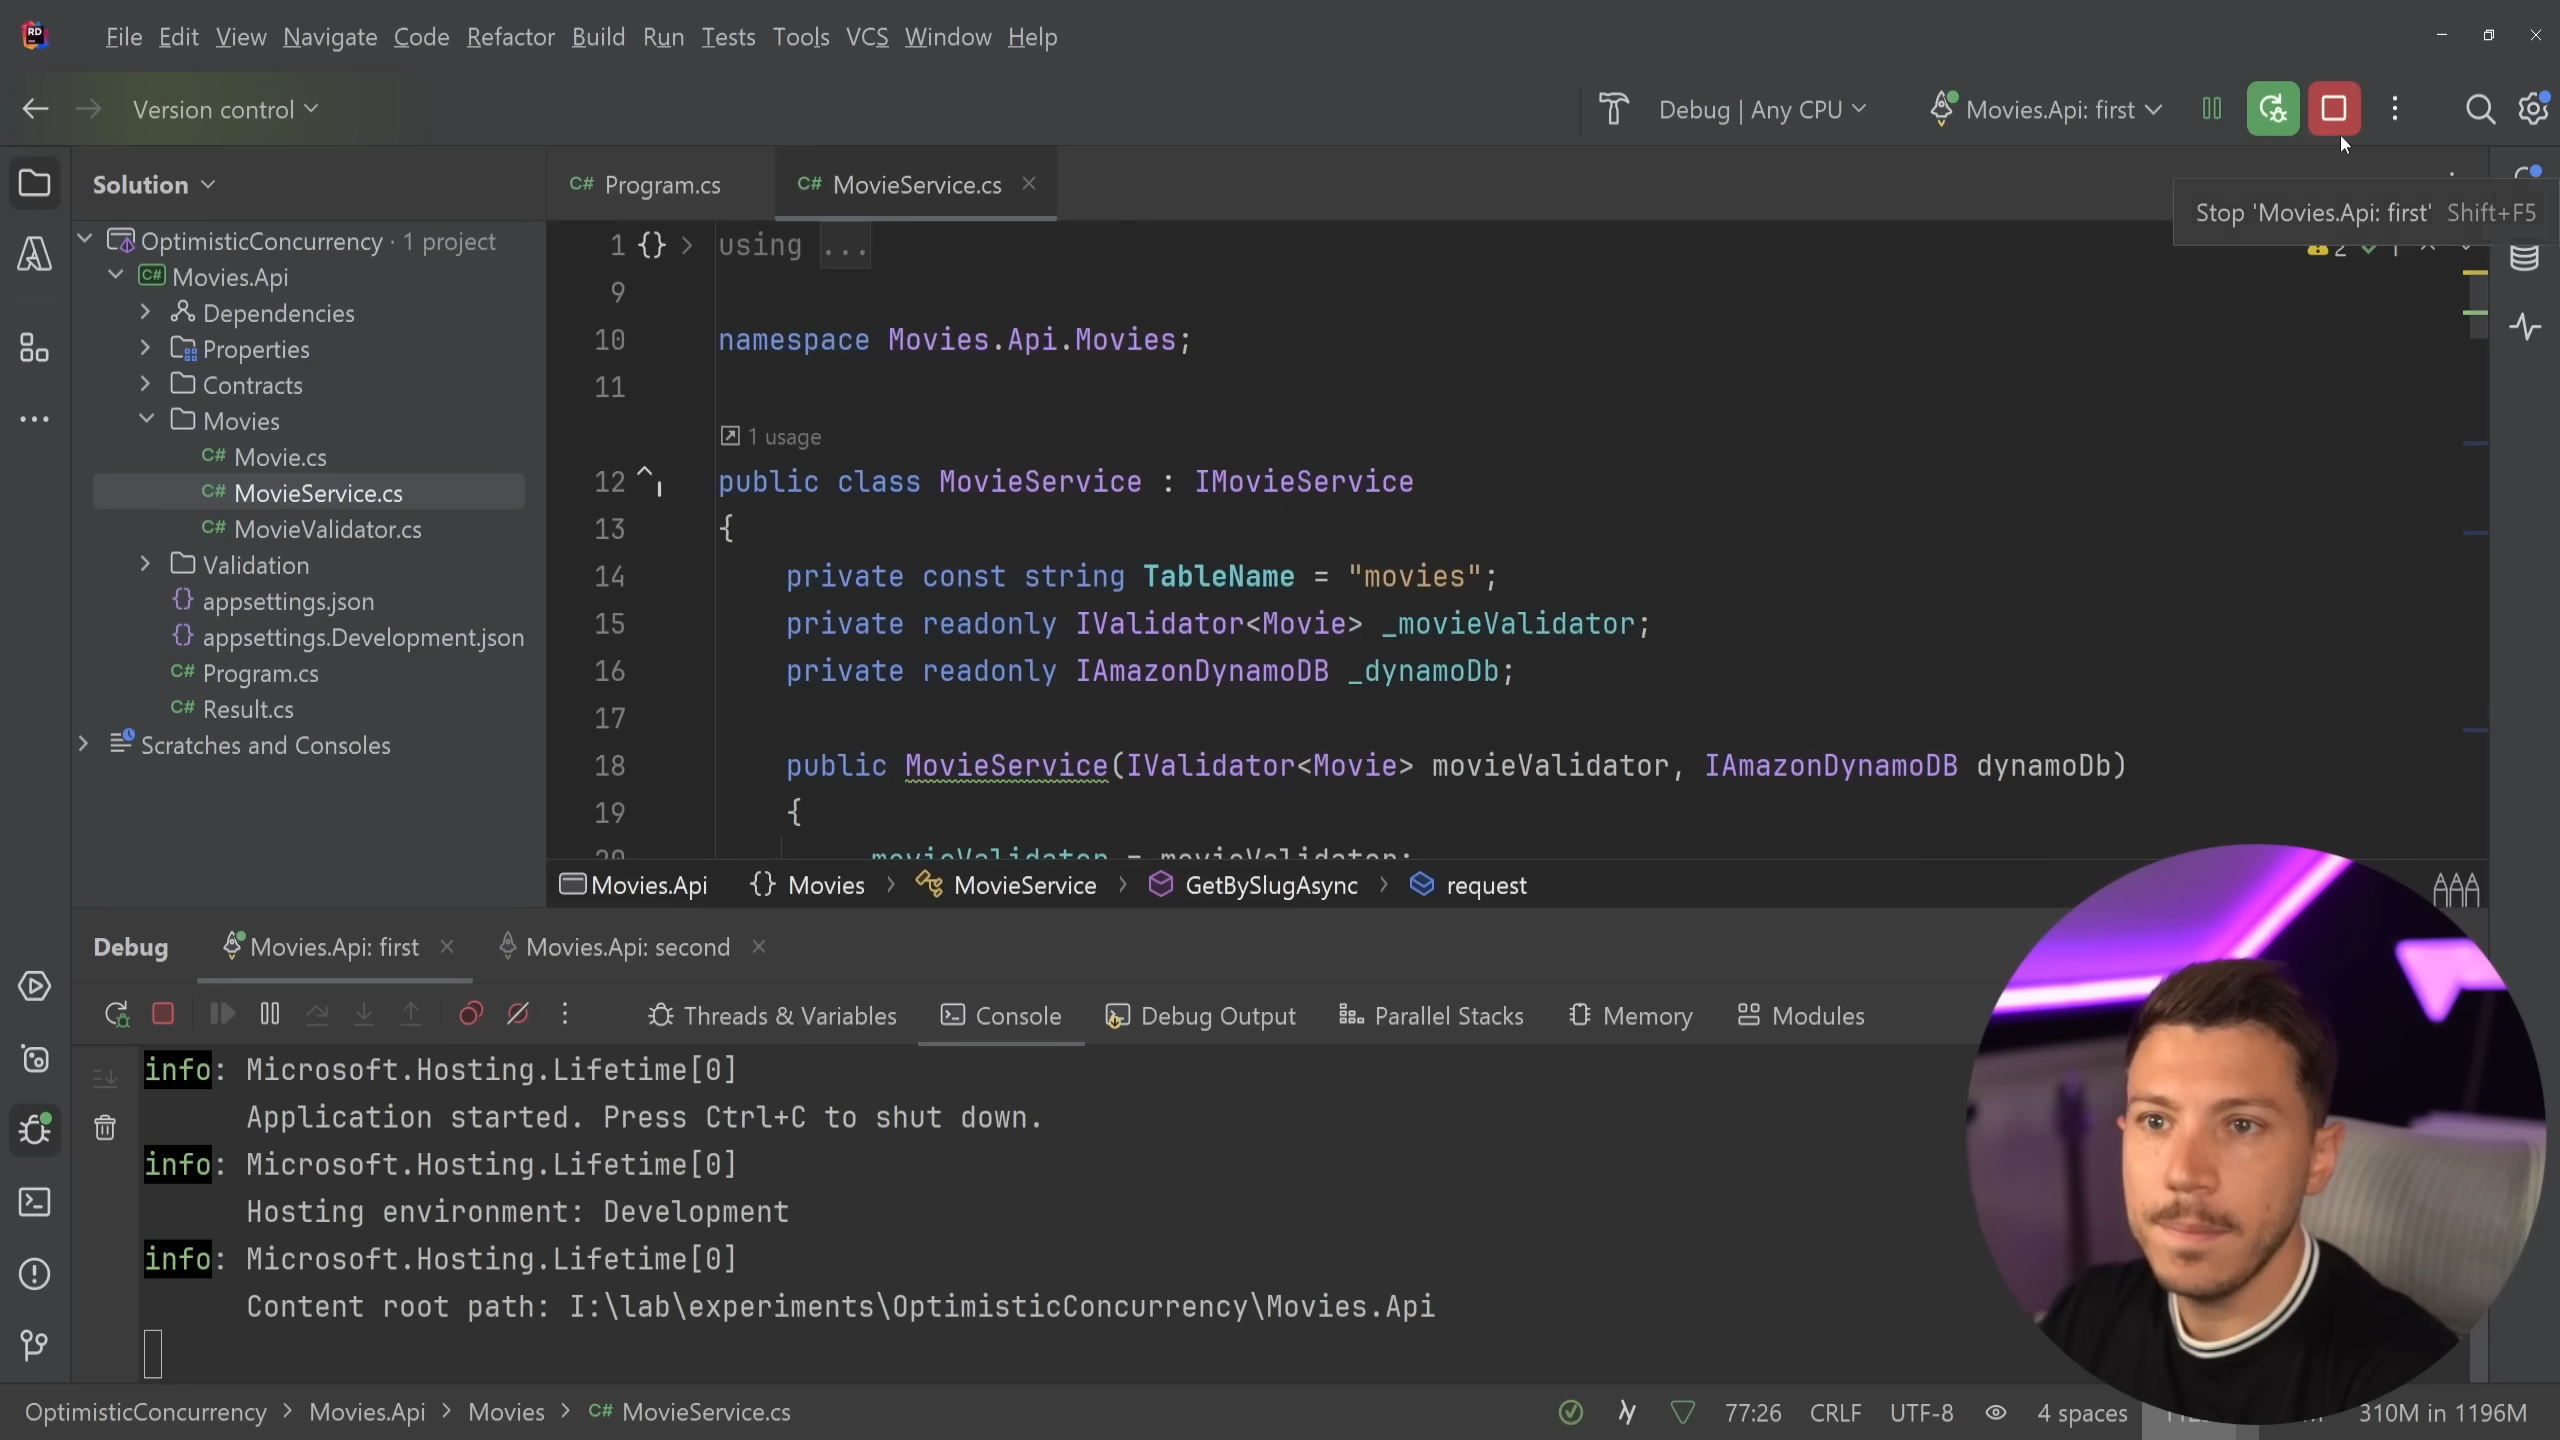 RD
File Edit View Navigate Code Refactor Build Run Tests Tools VCS Window Help
Version control
Debug | Any CPU
Movies.Api: first
Solution
C# Program.cs
C# MovieService.cs
Stop 'Movies.Api: first' Shift+F5
OptimisticConcurrency · 1 project
C# Movies.Api
Dependencies
Properties
Contracts
Movies
C# Movie.cs
C# MovieService.cs
C# MovieValidator.cs
Validation
{} appsettings.json
{} appsettings.Development.json
C# Program.cs
C# Result.cs
Scratches and Consoles
1 {} > using ...
2 1
9
10 namespace Movies.Api.Movies;
11
1 usage
12 public class MovieService : IMovieService
13 {
14 private const string TableName = "movies";
15 private readonly IValidator<Movie> _movieValidator;
16 private readonly IAmazonDynamoDB _dynamoDb;
17
18 public MovieService(IValidator<Movie> movieValidator, IAmazonDynamoDB dynamoDb)
19 {
20 _movieValidator = movieValidator;
Movies.Api {} Movies > MovieService > GetBySlugAsync > request
Debug
Movies.Api: first
Movies.Api: second
Threads & Variables
Console
Debug Output
Parallel Stacks
Memory
Modules
info: Microsoft.Hosting.Lifetime[0]
Application started. Press Ctrl+C to shut down.
info: Microsoft.Hosting.Lifetime[0]
Hosting environment: Development
info: Microsoft.Hosting.Lifetime[0]
Content root path: I:\lab\experiments\OptimisticConcurrency\Movies.Api
OptimisticConcurrency > Movies.Api > Movies > C# MovieService.cs
77:26 CRLF UTF-8 4 spaces
310M in 1196M